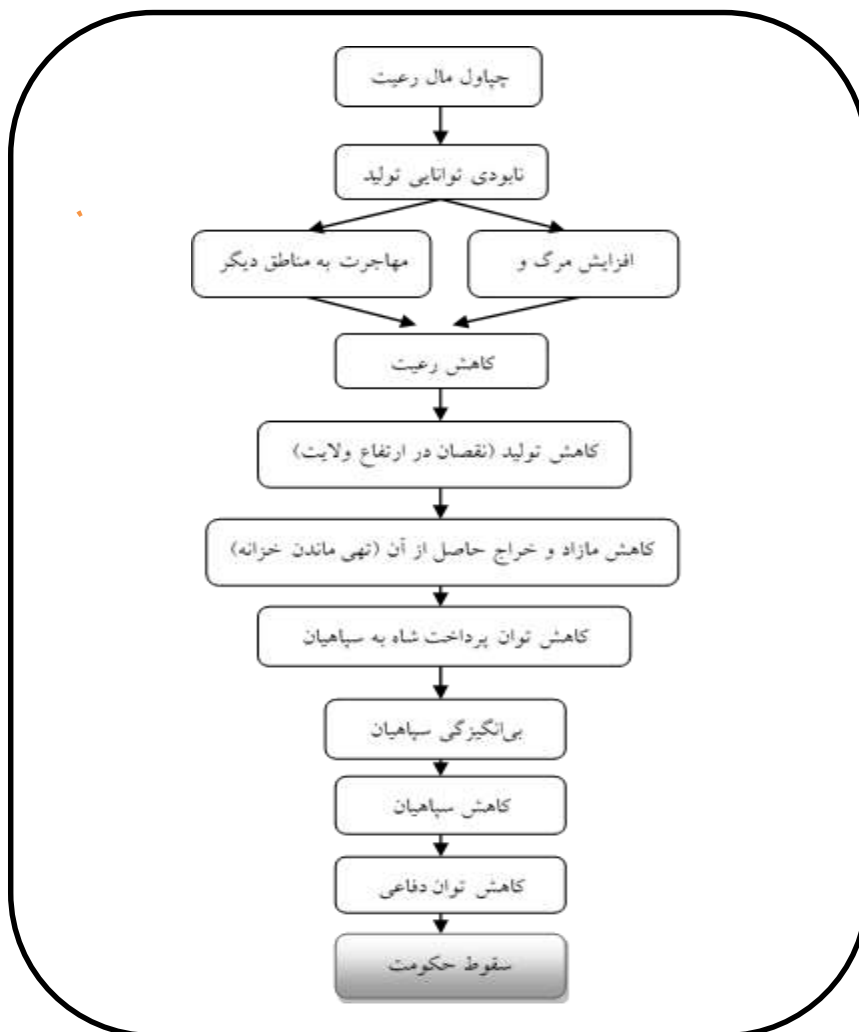 چپاول مال رعیت
نابودی توانایی تولید
افزایش مرگ و
مهاجرت به مناطق دیگر
کاهش رعیت
کاهش تولید (نقصان در ارتفاع ولایت)
کاهش مازاد و خراج حاصل از آن (تهی ماندن خزانه)
کاهش توان پرداخت شاه به سپاهیان
بی‌انگیزگی سپاهیان
کاهش سپاهیان
کاهش توان دفاعی
سقوط حکومت